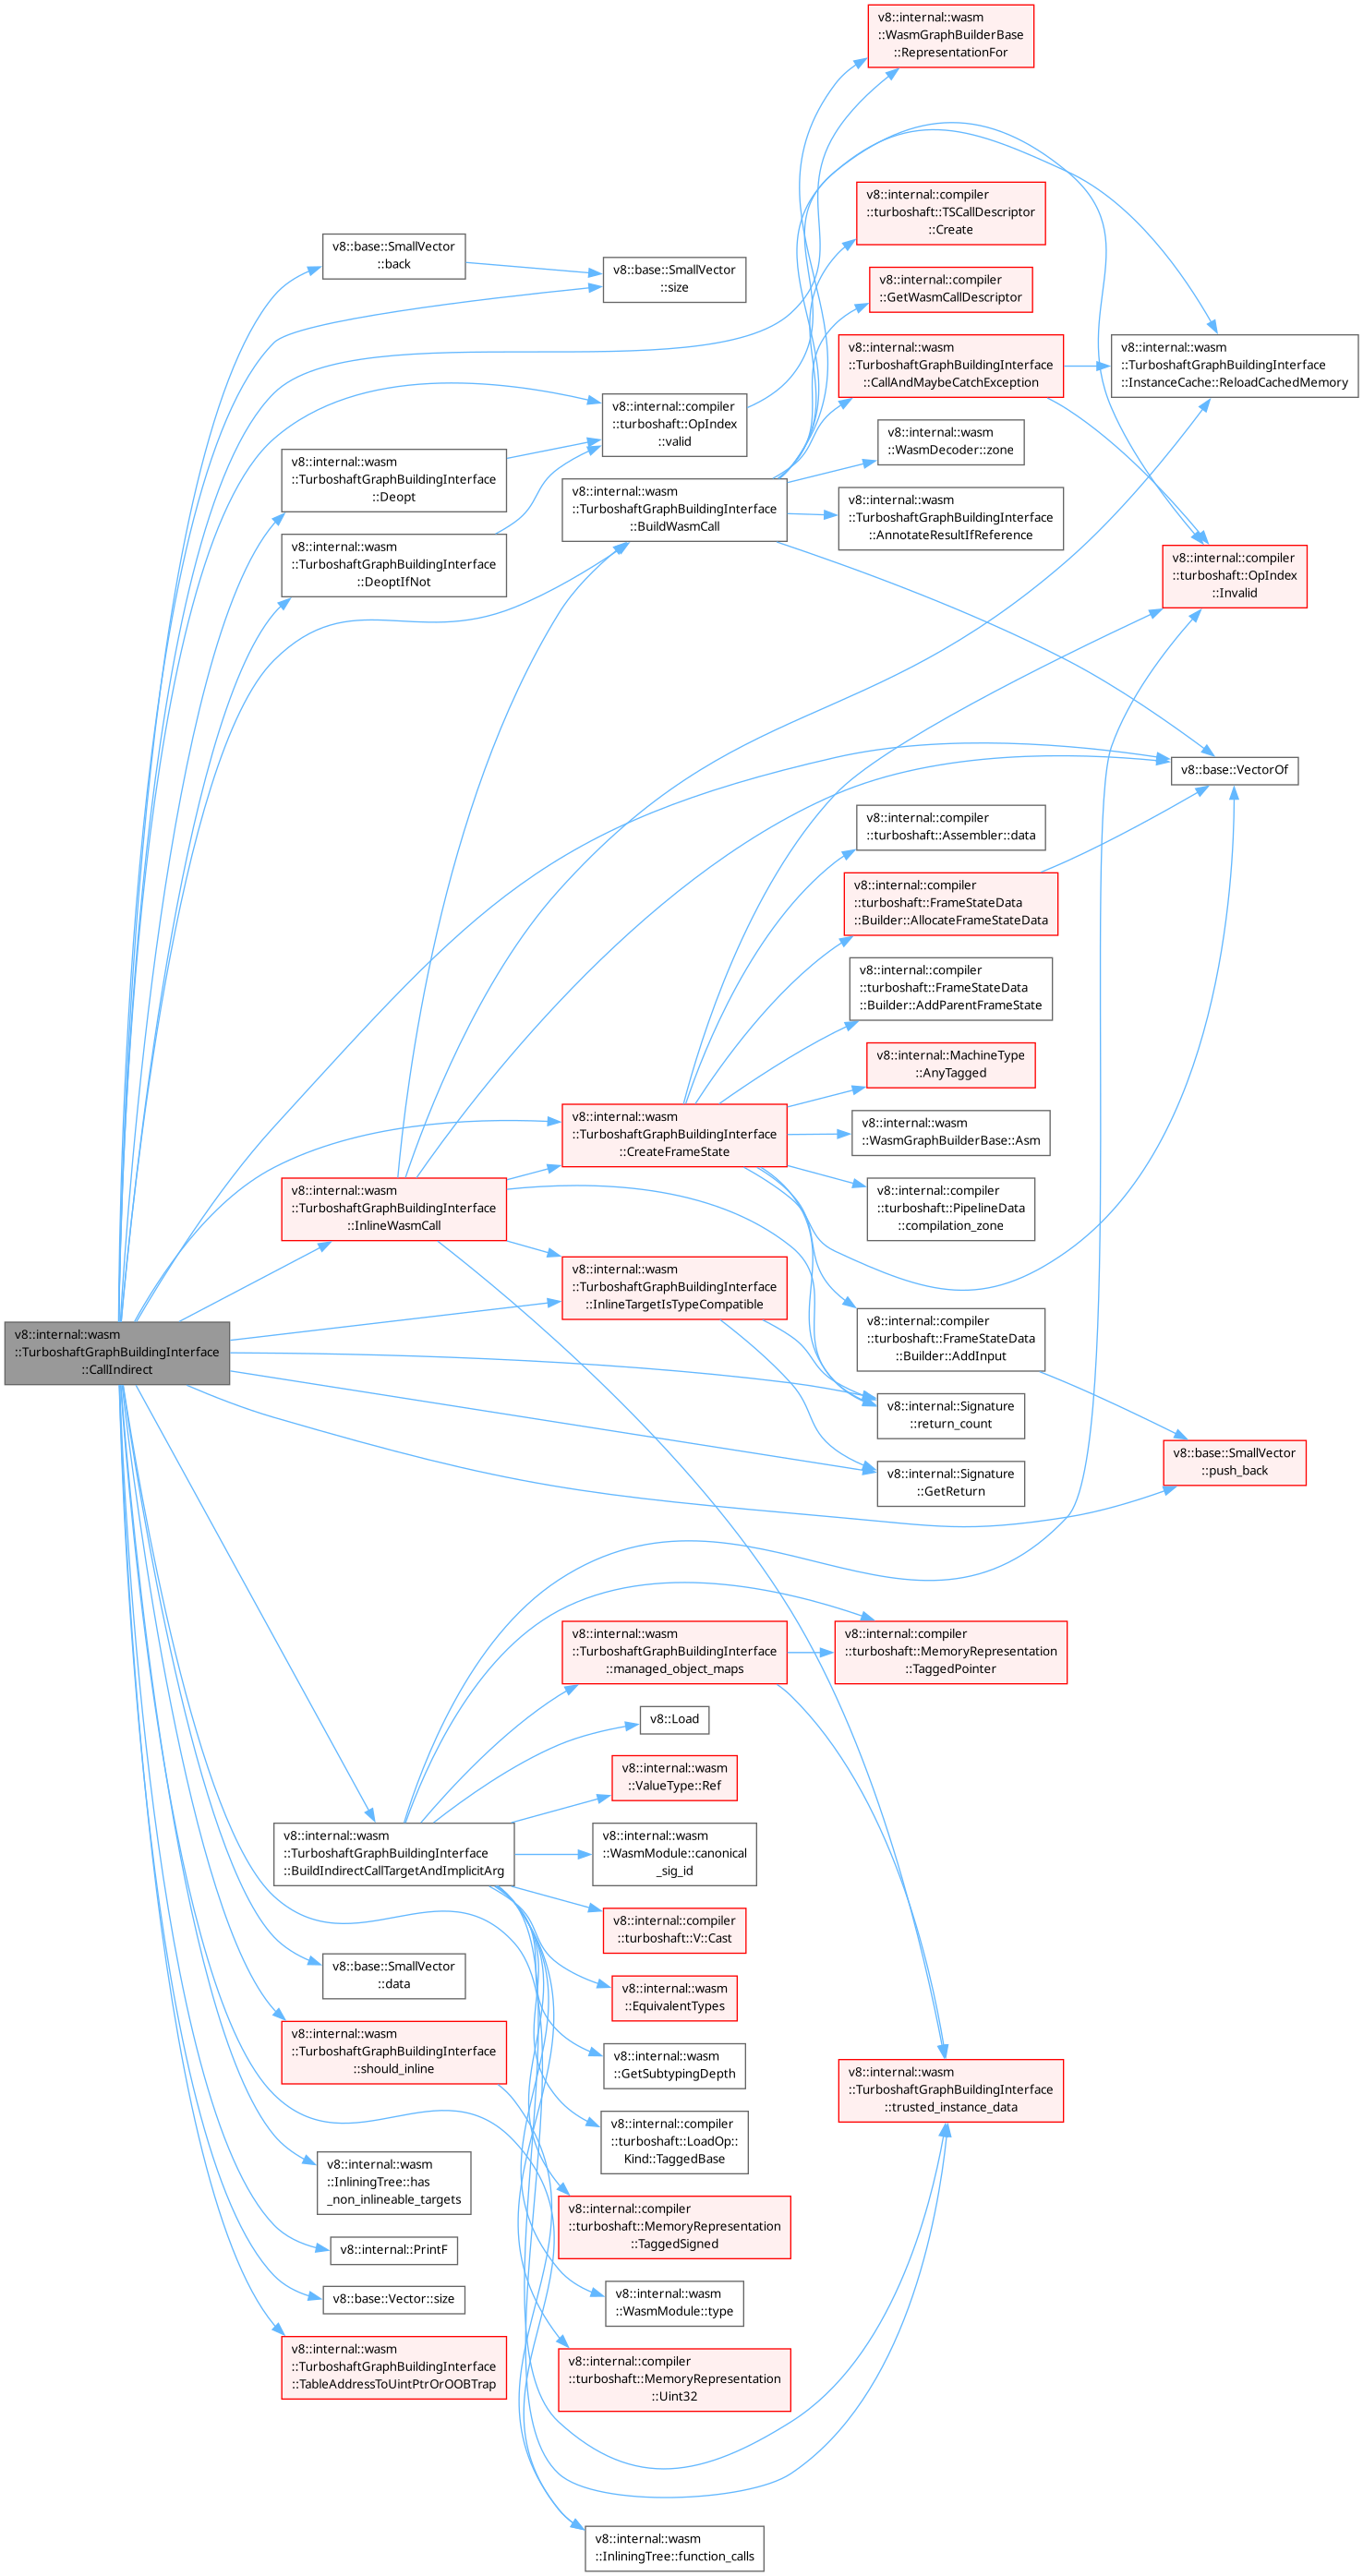 v8::internal::wasm
::WasmGraphBuilderBase
::RepresentationFor
v8::internal::compiler
::turboshaft::TSCallDescriptor
::Create
v8::base::SmallVector
::back
v8::base::SmallVector
::size
v8::internal::compiler
::GetWasmCallDescriptor
v8::internal::wasm
::TurboshaftGraphBuildingInterface
::CallAndMaybeCatchException
v8::internal::wasm
::TurboshaftGraphBuildingInterface
::InstanceCache::ReloadCachedMemory
v8::internal::compiler
::turboshaft::OpIndex
::valid
v8::internal::wasm
::WasmDecoder::zone
v8::internal::wasm
::TurboshaftGraphBuildingInterface
::Deopt
v8::internal::wasm
::TurboshaftGraphBuildingInterface
::BuildWasmCall
v8::internal::wasm
::TurboshaftGraphBuildingInterface
::AnnotateResultIfReference
v8::internal::wasm
::TurboshaftGraphBuildingInterface
::DeoptIfNot
v8::internal::compiler
::turboshaft::OpIndex
::Invalid
v8::base::VectorOf
v8::internal::compiler
::turboshaft::Assembler::data
v8::internal::compiler
::turboshaft::FrameStateData
::Builder::AllocateFrameStateData
v8::internal::compiler
::turboshaft::FrameStateData
::Builder::AddParentFrameState
v8::internal::MachineType
::AnyTagged
v8::internal::wasm
::TurboshaftGraphBuildingInterface
::CreateFrameState
v8::internal::wasm
::WasmGraphBuilderBase::Asm
v8::internal::wasm
::TurboshaftGraphBuildingInterface
::InlineWasmCall
v8::internal::compiler
::turboshaft::PipelineData
::compilation_zone
v8::internal::wasm
::TurboshaftGraphBuildingInterface
::InlineTargetIsTypeCompatible
v8::internal::wasm
::TurboshaftGraphBuildingInterface
::CallIndirect
v8::internal::compiler
::turboshaft::FrameStateData
::Builder::AddInput
v8::internal::Signature
::return_count
v8::base::SmallVector
::push_back
v8::internal::Signature
::GetReturn
v8::internal::wasm
::TurboshaftGraphBuildingInterface
::managed_object_maps
v8::internal::compiler
::turboshaft::MemoryRepresentation
::TaggedPointer
v8::Load
v8::internal::wasm
::ValueType::Ref
v8::internal::wasm
::TurboshaftGraphBuildingInterface
::BuildIndirectCallTargetAndImplicitArg
v8::internal::wasm
::WasmModule::canonical
_sig_id
v8::internal::compiler
::turboshaft::V::Cast
v8::base::SmallVector
::data
v8::internal::wasm
::EquivalentTypes
v8::internal::wasm
::TurboshaftGraphBuildingInterface
::should_inline
v8::internal::wasm
::GetSubtypingDepth
v8::internal::wasm
::TurboshaftGraphBuildingInterface
::trusted_instance_data
v8::internal::compiler
::turboshaft::LoadOp::
Kind::TaggedBase
v8::internal::wasm
::InliningTree::has
_non_inlineable_targets
v8::internal::compiler
::turboshaft::MemoryRepresentation
::TaggedSigned
v8::internal::PrintF
v8::base::Vector::size
v8::internal::wasm
::WasmModule::type
v8::internal::wasm
::TurboshaftGraphBuildingInterface
::TableAddressToUintPtrOrOOBTrap
v8::internal::compiler
::turboshaft::MemoryRepresentation
::Uint32
v8::internal::wasm
::InliningTree::function_calls